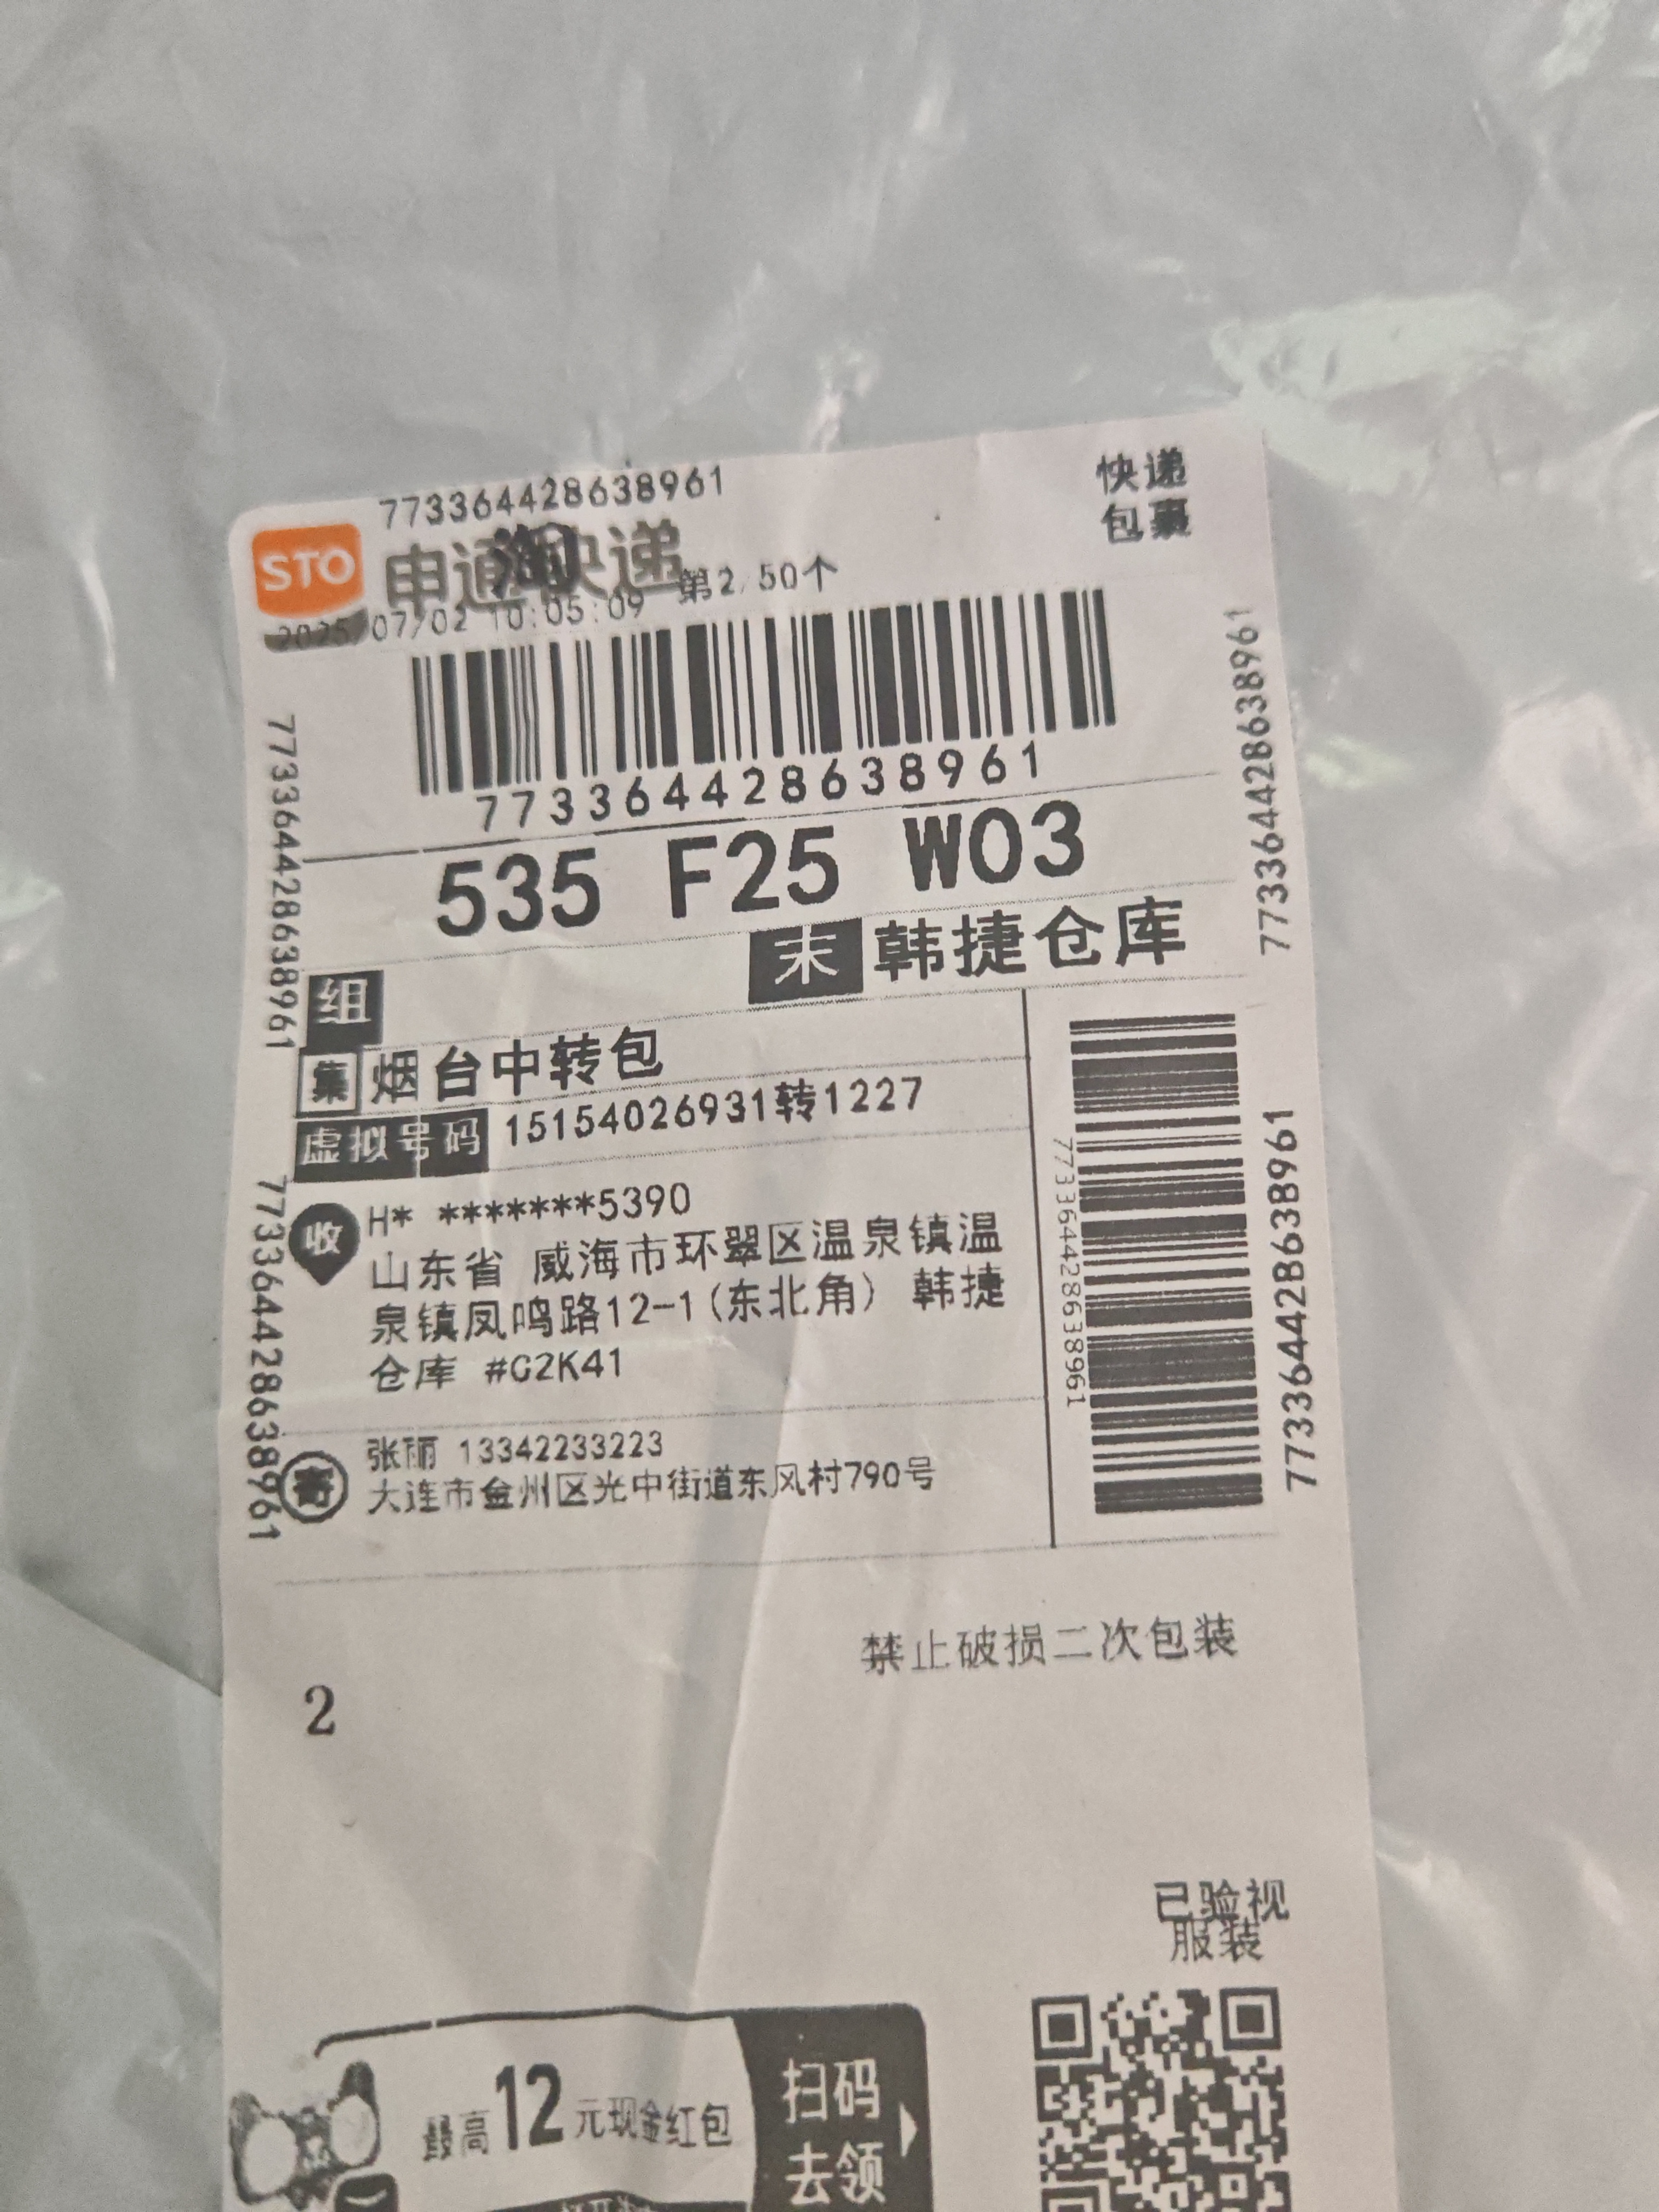 773364428638961
快递
包裹
STO
申通快递
淘
2025/07/02 10:05:09 第2/50个
773364428638961
773364428638961
773364428638961
535 F25 W03
末 韩捷仓库
组
集 烟台中转包
虚拟号码 15154026931转1227
收 H* *******5390
山东省 威海市环翠区温泉镇温
泉镇凤鸣路12-1(东北角) 韩捷
仓库 #G2K41
773364428638961
773364428638961
773364428638961
寄 张丽 13342233223
大连市金州区光中街道东风村790号
禁止破损二次包装
2
已验视
服装
最高12元现金红包
扫码
去领